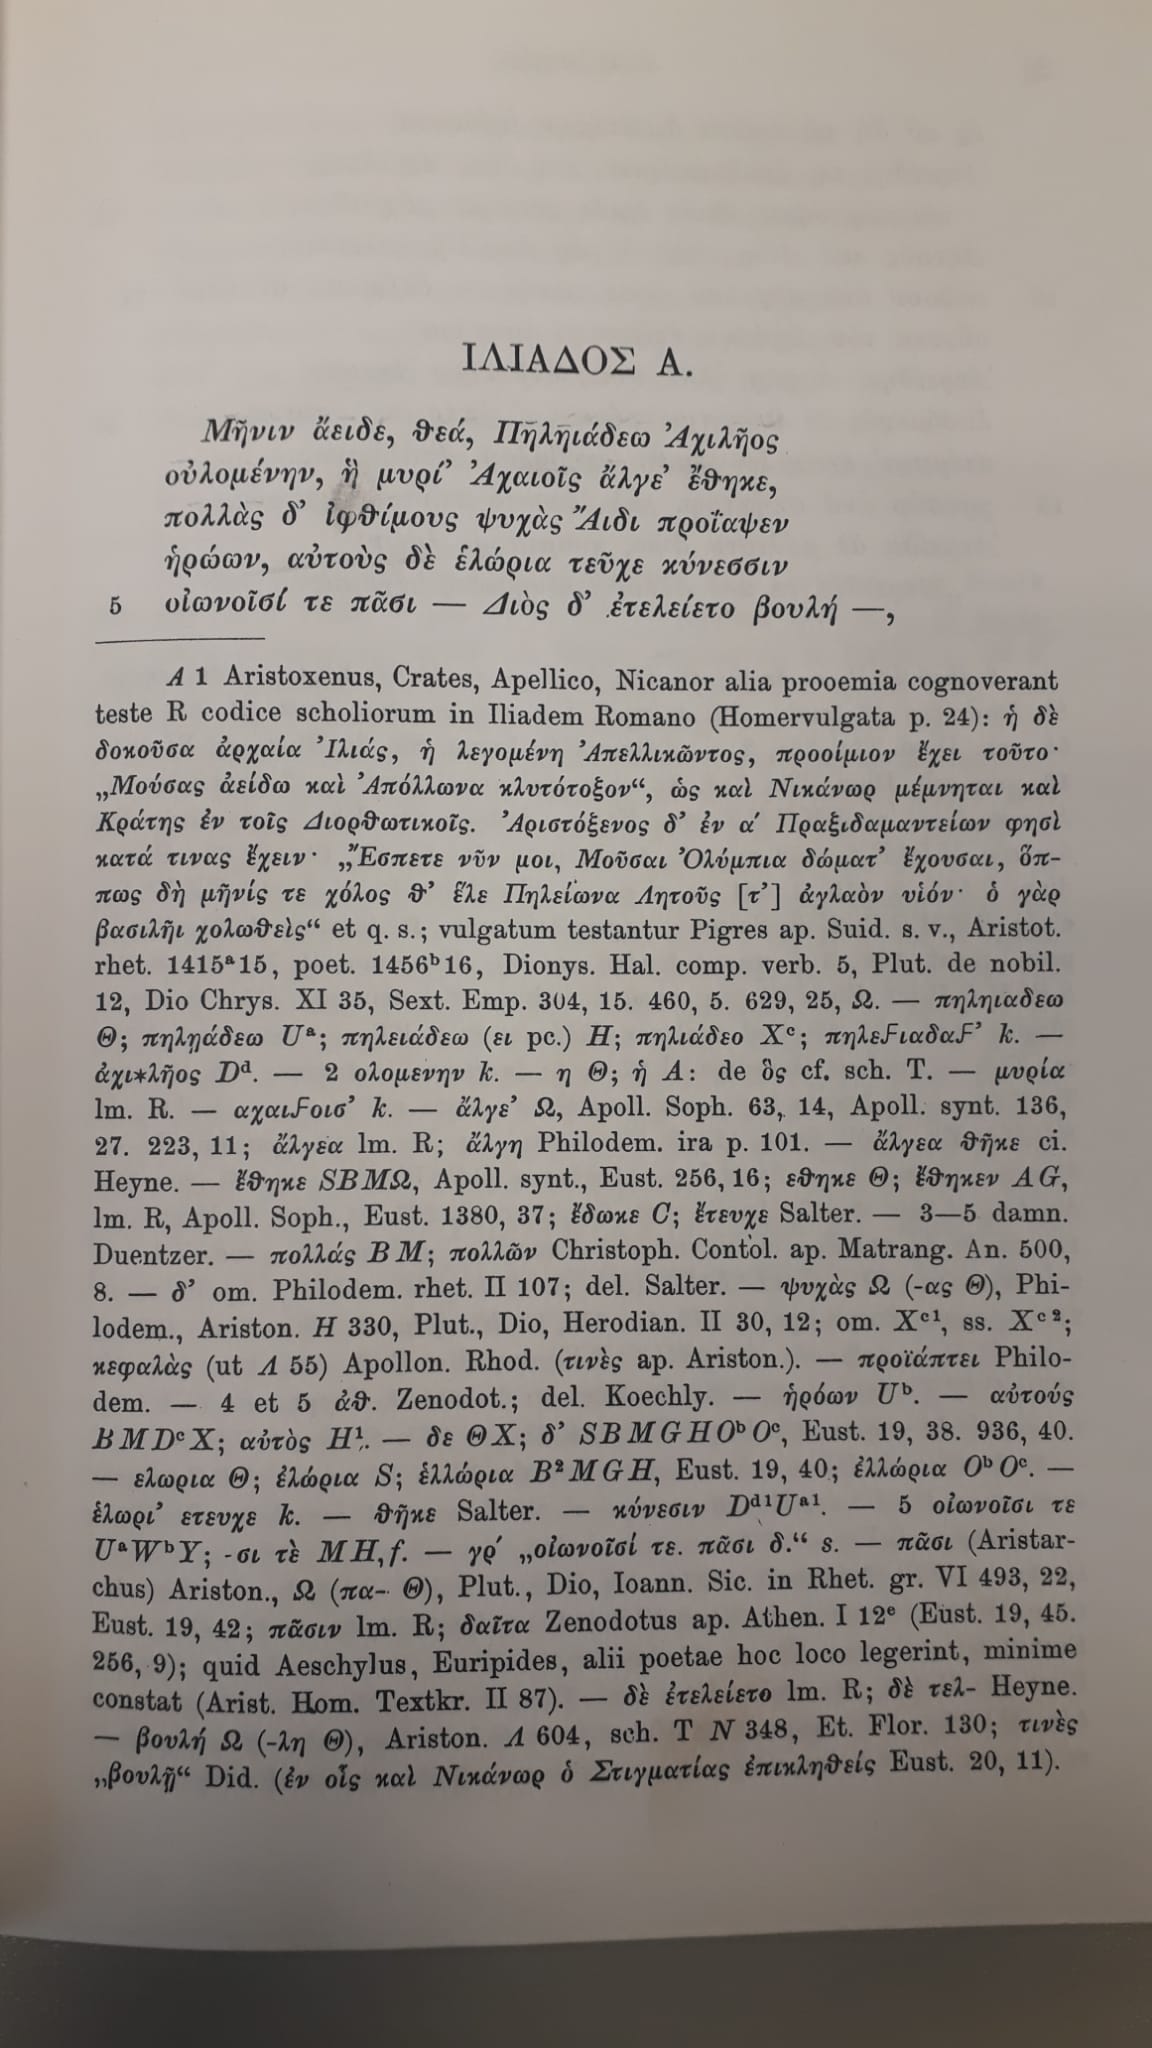 ΙΛΙΑΔΟΣ Α.
Μῆνιν ἄειδε, θεά, Πηληιάδεω Ἀχιλῆος
οὐλομένην, ἣ μυρί’ Ἀχαιοῖς ἄλγε’ ἔθηκε,
πολλὰς δ’ ἰφθίμους ψυχὰς Ἄιδι προΐαψεν
ἡρώων, αὐτοὺς δὲ ἑλώρια τεῦχε κύνεσσιν
5 οἰωνοῖσί τε πᾶσι — Διὸς δ’ ἐτελείετο βουλή —,
A 1 Aristoxenus, Crates, Apellico, Nicanor alia prooemia cognoverant
teste R codice scholiorum in Iliadem Romano (Homervulgata p. 24): ἡ δὲ
δοκοῦσα ἀρχαία Ἰλιάς, ἡ λεγομένη Ἀπελλικῶντος, προοίμιον ἔχει τοῦτο·
„Μούσας ἀείδω καὶ Ἀπόλλωνα κλυτότοξον“, ὡς καὶ Νικάνωρ μέμνηται καὶ
Κράτης ἐν τοῖς Διορθωτικοῖς. Ἀριστόξενος δ’ ἐν α΄ Πραξιδαμαντείων φησὶ
κατά τινας ἔχειν· „Ἔσπετε νῦν μοι, Μοῦσαι Ὀλύμπια δώματ’ ἔχουσαι, ὅπ-
πως δὴ μῆνίς τε χόλος θ’ ἕλε Πηλείωνα Λητοῦς [τ’] ἀγλαὸν υἱόν· ὁ γὰρ
βασιλῆι χολωθεὶς“ et q. s.; vulgatum testantur Pigres ap. Suid. s. v., Aristot.
rhet. 1415ᵃ15, poet. 1456ᵇ16, Dionys. Hal. comp. verb. 5, Plut. de nobil.
12, Dio Chrys. XI 35, Sext. Emp. 304, 15. 460, 5. 629, 25, Ω. — πηληιαδεω
Θ; πηληάδεω Uᵃ; πηλειάδεω (ει pc.) H; πηλιάδεο Xᶜ; πηλεϝιαδαϝ’ k. —
ἀχι*λῆος Dᵈ. — 2 ολομενην k. — η Θ; ἡ A: de ὃς cf. sch. T. — μυρία
lm. R. — αχαιϝοισ’ k. — ἄλγε’ Ω, Apoll. Soph. 63, 14, Apoll. synt. 136,
27. 223, 11; ἄλγεα lm. R; ἄλγη Philodem. ira p. 101. — ἄλγεα θῆκε ci.
Heyne. — ἔθηκε SBMΩ, Apoll. synt., Eust. 256, 16; εθηκε Θ; ἔθηκεν AG,
lm. R, Apoll. Soph., Eust. 1380, 37; ἔδωκε C; ἔτευχε Salter. — 3—5 damn.
Duentzer. — πολλάς BM; πολλῶν Christoph. Contol. ap. Matrang. An. 500,
8. — δ’ om. Philodem. rhet. II 107; del. Salter. — ψυχὰς Ω (-ας Θ), Phi-
lodem., Ariston. H 330, Plut., Dio, Herodian. II 30, 12; om. Xᶜ¹, ss. Xᶜ²;
κεφαλὰς (ut Λ 55) Apollon. Rhod. (τινὲς ap. Ariston.). — προϊάπτει Philo-
dem. — 4 et 5 ἀθ. Zenodot.; del. Koechly. — ἡρόων Uᵇ. — αὐτούς
BMDᶜX; αὐτὸς H¹. — δε ΘX; δ’ SBMGHOᵇOᶜ, Eust. 19, 38. 936, 40.
— ελωρια Θ; ἐλώρια S; ἑλλώρια B²MGH, Eust. 19, 40; ἐλλώρια OᵇOᶜ. —
ἑλωρι’ ετευχε k. — θῆκε Salter. — κύνεσιν Dᵈ¹Uᵃ¹. — 5 οἰωνοῖσι τε
UᵃWᵇY; -σι τὲ MH,f. — γρ΄ „οἰωνοῖσί τε. πᾶσι δ.“ s. — πᾶσι (Aristar-
chus) Ariston., Ω (πα- Θ), Plut., Dio, Ioann. Sic. in Rhet. gr. VI 493, 22,
Eust. 19, 42; πᾶσιν lm. R; δαῖτα Zenodotus ap. Athen. I 12ᵉ (Eust. 19, 45.
256, 9); quid Aeschylus, Euripides, alii poetae hoc loco legerint, minime
constat (Arist. Hom. Textkr. II 87). — δὲ ἐτελείετο lm. R; δὲ τελ- Heyne.
— βουλή Ω (-λη Θ), Ariston. Λ 604, sch. T N 348, Et. Flor. 130; τινὲς
„βουλῇ“ Did. (ἐν οἷς καὶ Νικάνωρ ὁ Στιγματίας ἐπικληθείς Eust. 20, 11).